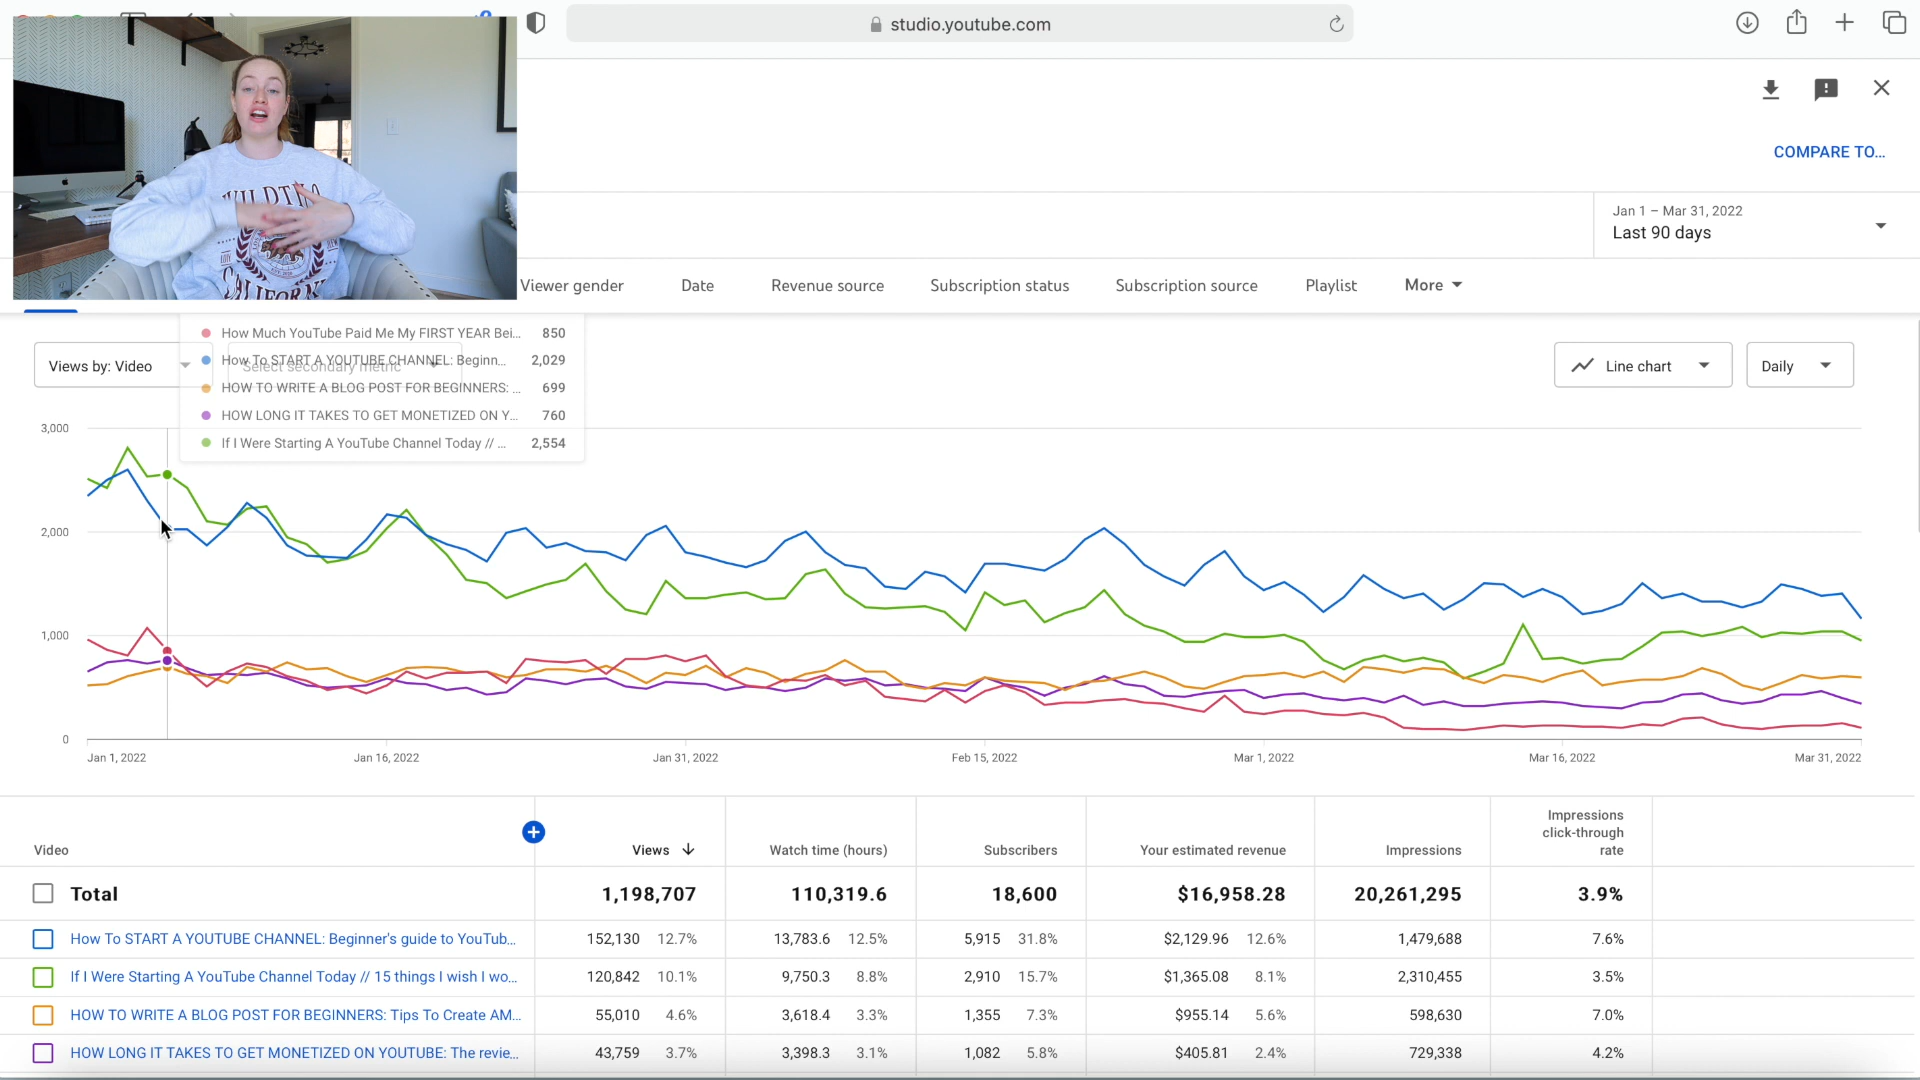 studio.youtube.com
COMPARE TO...
Jan 1 – Mar 31, 2022
Last 90 days
Viewer gender
Date
Revenue source
Subscription status
Subscription source
Playlist
More
How Much YouTube Paid Me My FIRST YEAR Bei... 850
How To START A YOUTUBE CHANNEL: Beginn... 2,029
HOW TO WRITE A BLOG POST FOR BEGINNERS: ... 699
HOW LONG IT TAKES TO GET MONETIZED ON Y... 760
If I Were Starting A YouTube Channel Today // ... 2,554
Views by: Video
Select secondary metric
Line chart
Daily
3,000
2,000
1,000
0
Jan 1, 2022
Jan 16, 2022
Jan 31, 2022
Feb 15, 2022
Mar 1, 2022
Mar 16, 2022
Mar 31, 2022
Video
Views
Watch time (hours)
Subscribers
Your estimated revenue
Impressions
Impressions
click-through
rate
Total 1,198,707 110,319.6 18,600 $16,958.28 20,261,295 3.9%
How To START A YOUTUBE CHANNEL: Beginner's guide to YouTub... 152,130 12.7% 13,783.6 12.5% 5,915 31.8% $2,129.96 12.6% 1,479,688 7.6%
If I Were Starting A YouTube Channel Today // 15 things I wish I wo... 120,842 10.1% 9,750.3 8.8% 2,910 15.7% $1,365.08 8.1% 2,310,455 3.5%
HOW TO WRITE A BLOG POST FOR BEGINNERS: Tips To Create AM... 55,010 4.6% 3,618.4 3.3% 1,355 7.3% $955.14 5.6% 598,630 7.0%
HOW LONG IT TAKES TO GET MONETIZED ON YOUTUBE: The revie... 43,759 3.7% 3,398.3 3.1% 1,082 5.8% $405.81 2.4% 729,338 4.2%